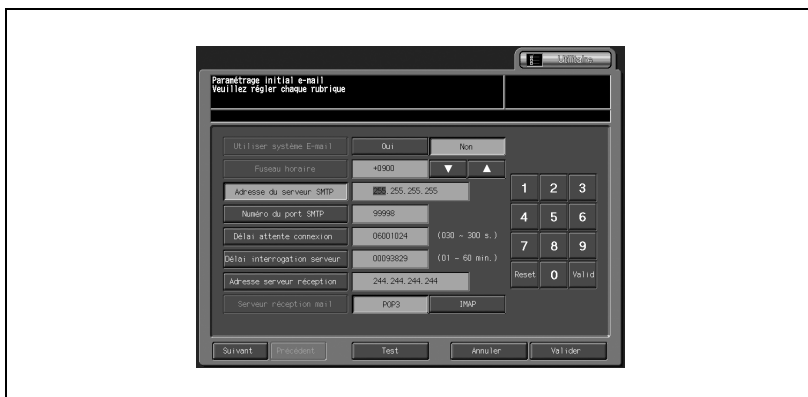 Utilitaire
Paramétrage initial e-mail
Veuillez régler chaque rubrique
Utiliser système E-mail Oui Non
Fuseau horaire +0900 ▼ ▲
Adresse du serveur SMTP 255.255.255.255
Numéro du port SMTP 99998
Délai attente connexion 06001024 (030 ~ 300 s.)
Délai interrogation serveur 00093829 (01 ~ 60 min.)
Adresse serveur réception 244.244.244.244
Serveur réception mail POP3 IMAP
1 2 3
4 5 6
7 8 9
Reset 0 Valid
Suivant Précédent Test Annuler Valider